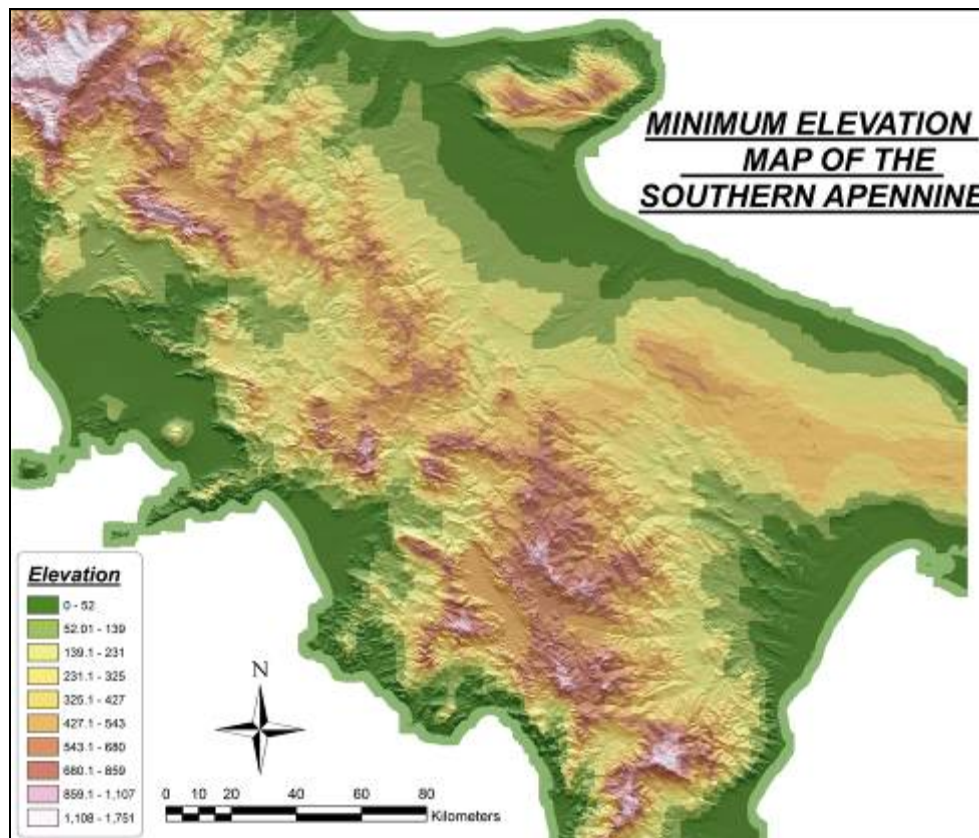 MINIMUM ELEVATION
MAP OF THE
SOUTHERN APENNINE
Elevation
0 - 52
52.01 - 139
139.1 - 231
231.1 - 325
325.1 - 427
427.1 - 543
543.1 - 680
680.1 - 859
859.1 - 1,107
1,108 - 1,751
N
0 10 20 40 60 80
Kilometers